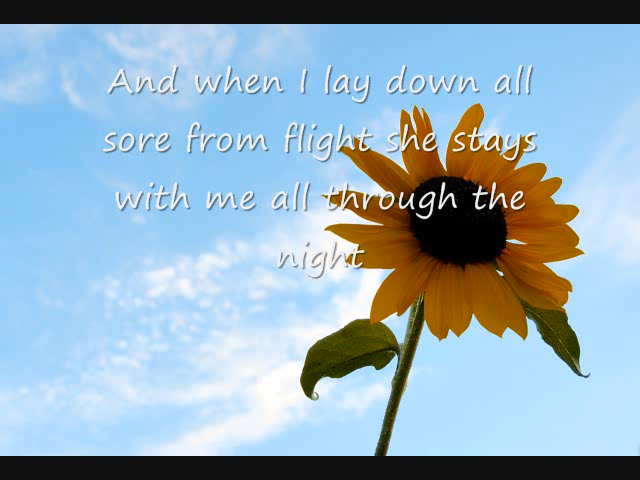 And when I lay down all
sore from flight she stays
with me all through the
night